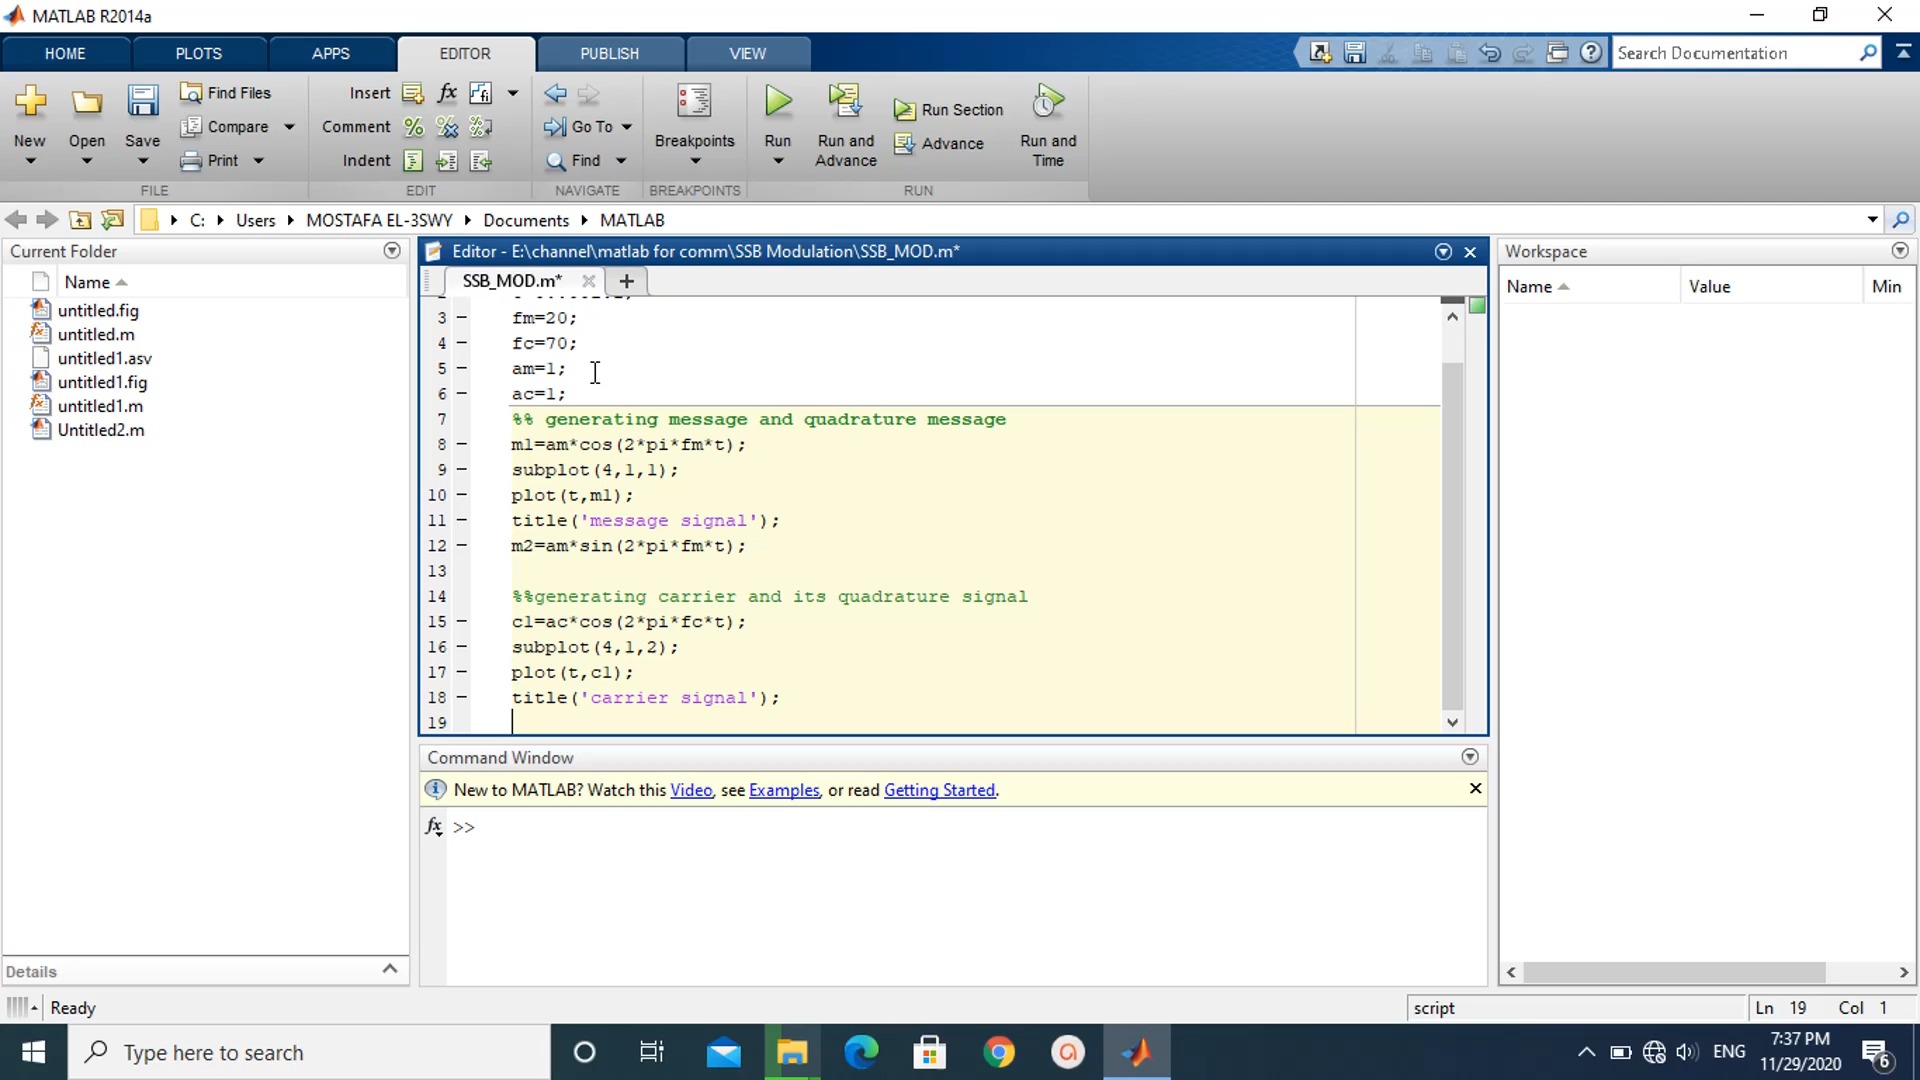 MATLAB R2014a
HOME PLOTS APPS EDITOR PUBLISH VIEW Search Documentation
Find Files Insert fx Go To Breakpoints Run Run Section
New Open Save Compare Comment Run and Advance Advance Run and Time
Print Indent Find
FILE EDIT NAVIGATE BREAKPOINTS RUN
C: Users MOSTAFA EL-3SWY Documents MATLAB
Current Folder
Name
untitled.fig
untitled.m
untitled1.asv
untitled1.fig
untitled1.m
Untitled2.m
Details
Editor - E:\channel\matlab for comm\SSB Modulation\SSB_MOD.m*
SSB_MOD.m* +
3 – fm=20;
4 – fc=70;
5 – am=1;
6 – ac=1;
7 %% generating message and quadrature message
8 – m1=am*cos(2*pi*fm*t);
9 – subplot(4,1,1);
10 – plot(t,m1);
11 – title('message signal');
12 – m2=am*sin(2*pi*fm*t);
13
14 %%generating carrier and its quadrature signal
15 – c1=ac*cos(2*pi*fc*t);
16 – subplot(4,1,2);
17 – plot(t,c1);
18 – title('carrier signal');
19
Command Window
New to MATLAB? Watch this Video, see Examples, or read Getting Started.
fx >>
Workspace
Name Value Min
Ready script Ln 19 Col 1
Type here to search ENG 7:37 PM
11/29/2020 6